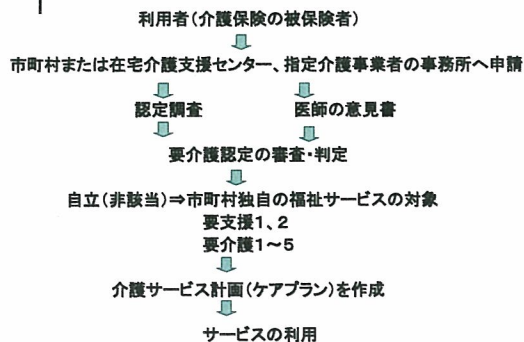 利用者(介護保険の被保険者)
市町村または在宅介護支援センター、指定介護事業者の事務所へ申請
認定調査 医師の意見書
要介護認定の審査・判定
自立(非該当)⇒市町村独自の福祉サービスの対象
要支援1、2
要介護1~5
介護サービス計画(ケアプラン)を作成
サービスの利用